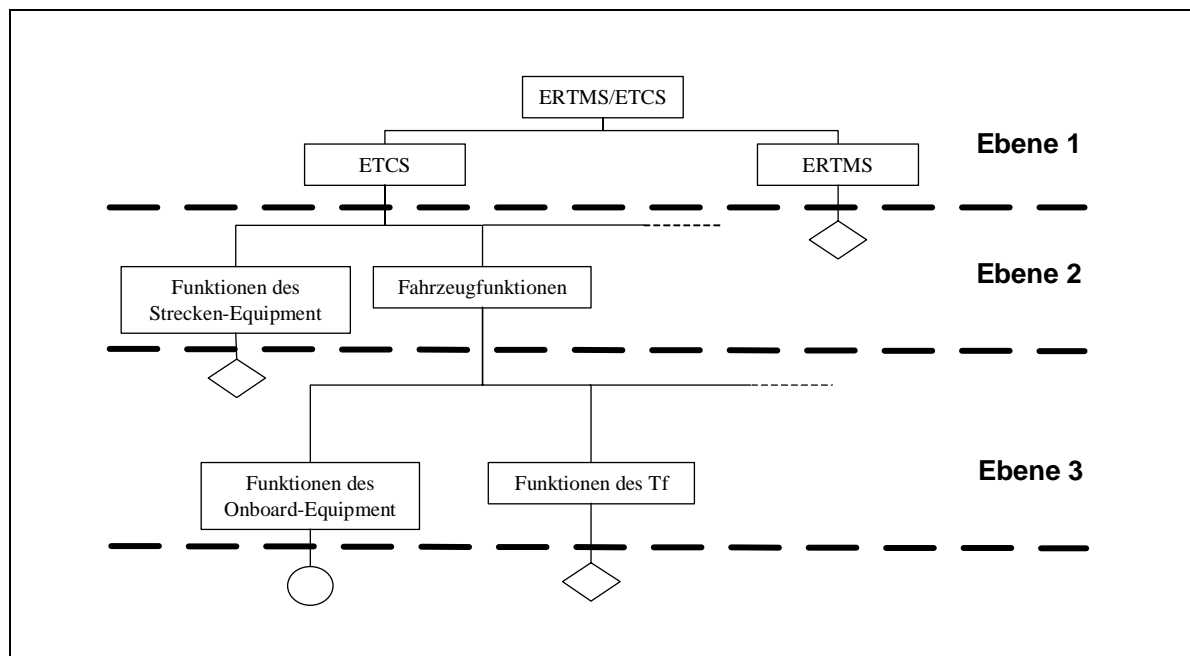 ERTMS/ETCS
Ebene 1
ETCS
ERTMS
Ebene 2
Funktionen des
Strecken-Equipment
Fahrzeugfunktionen
Ebene 3
Funktionen des
Onboard-Equipment
Funktionen des Tf